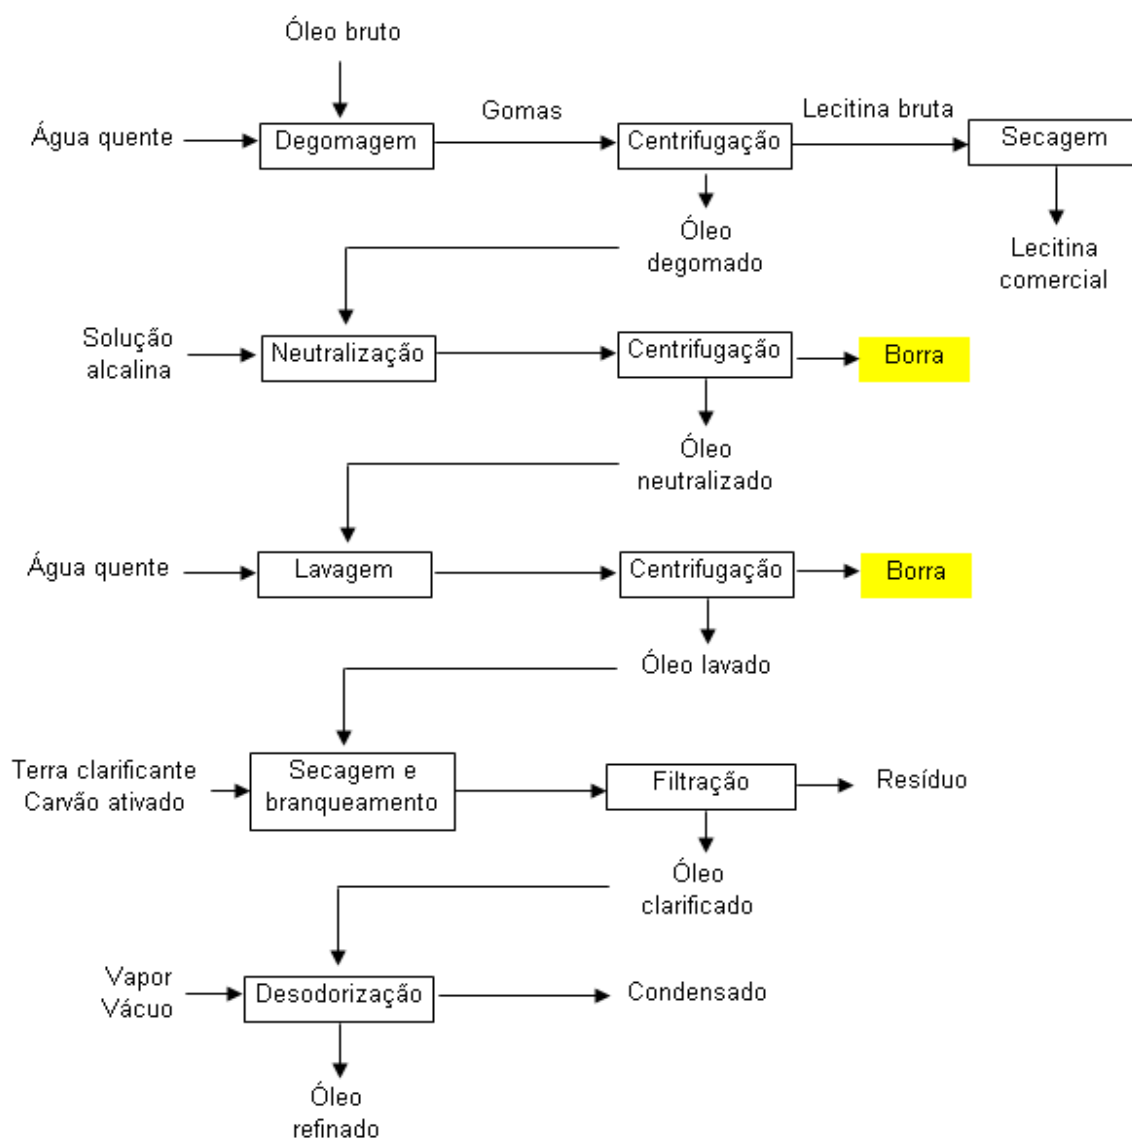 Óleo bruto
Água quente
Degomagem
Gomas
Centrifugação
Lecitina bruta
Secagem
Óleo
degomado
Lecitina
comercial
Solução
alcalina
Neutralização
Centrifugação
Borra
Óleo
neutralizado
Água quente
Lavagem
Centrifugação
Borra
Óleo lavado
Terra clarificante
Carvão ativado
Secagem e
branqueamento
Filtração
Resíduo
Óleo
clarificado
Vapor
Vácuo
Desodorização
Condensado
Óleo
refinado